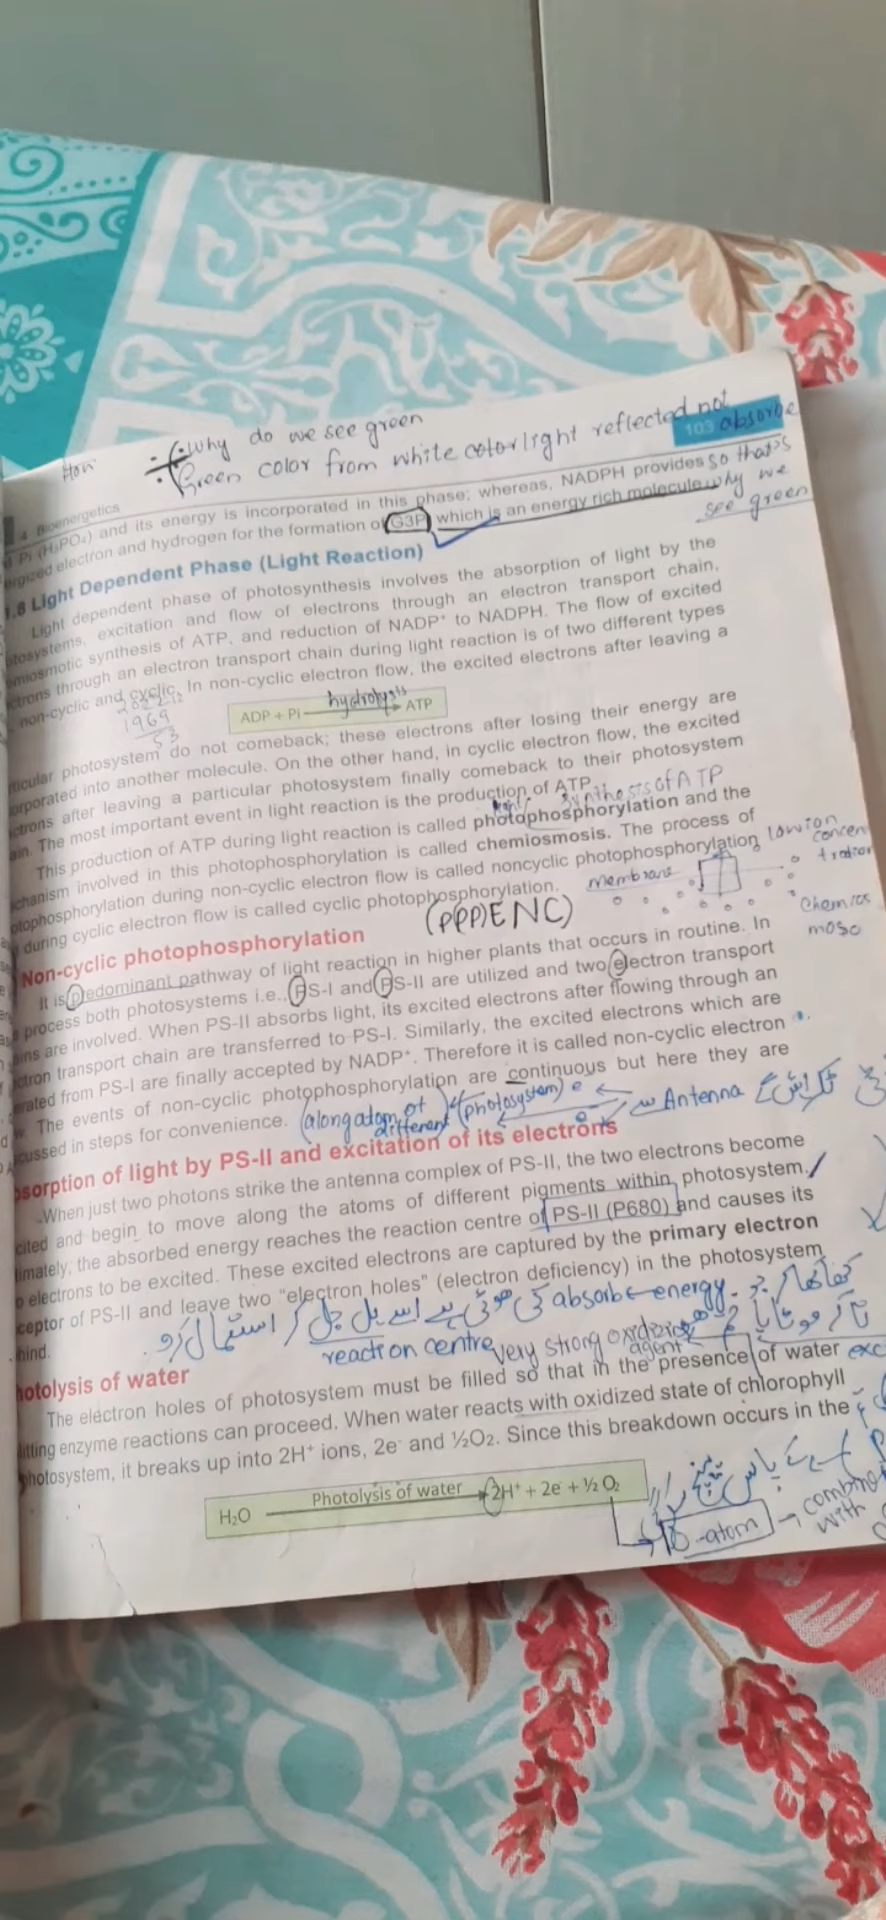 Why do we see green
Green color from white color light reflected not absorbe
so that's why we see green
103
4 Bioenergetics
Pi (H₃PO₄) and its energy is incorporated in this phase; whereas, NADPH provides
electron and hydrogen for the formation of G3P which is an energy rich molecule.
.8 Light Dependent Phase (Light Reaction)
Light dependent phase of photosynthesis involves the absorption of light by the
tosystems, excitation and flow of electrons through an electron transport chain,
miosmotic synthesis of ATP, and reduction of NADP⁺ to NADPH. The flow of excited
ctrons through an electron transport chain during light reaction is of two different types
non-cyclic and cyclic. In non-cyclic electron flow, the excited electrons after leaving a
1969
53
ADP + Pi hydrolysis ATP
ticular photosystem do not comeback; these electrons after losing their energy are
orporated into another molecule. On the other hand, in cyclic electron flow, the excited
ctrons after leaving a particular photosystem finally comeback to their photosystem
ain. The most important event in light reaction is the production of ATP.
Synthesis of ATP
This production of ATP during light reaction is called photophosphorylation and the
chanism involved in this photophosphorylation is called chemiosmosis. The process of
otophosphorylation during non-cyclic electron flow is called noncyclic photophosphorylation
during cyclic electron flow is called cyclic photophosphorylation.
low ion concen tration
membrane
(PPP)ENC)
Non-cyclic photophosphorylation
It is predominant pathway of light reaction in higher plants that occurs in routine. In
process both photosystems i.e., PS-I and PS-II are utilized and two electron transport
ains are involved. When PS-II absorbs light, its excited electrons after flowing through an
ctron transport chain are transferred to PS-I. Similarly, the excited electrons which are
erated from PS-I are finally accepted by NADP⁺. Therefore it is called non-cyclic electron
w. The events of non-cyclic photophosphorylation are continuous but here they are
cussed in steps for convenience.
(along adom of different (photosystem) e
Antenna سے
bsorption of light by PS-II and excitation of its electrons
When just two photons strike the antenna complex of PS-II, the two electrons become
cited and begin to move along the atoms of different pigments within photosystem.
timately, the absorbed energy reaches the reaction centre of PS-II (P680) and causes its
o electrons to be excited. These excited electrons are captured by the primary electron
ceptor of PS-II and leave two "electron holes" (electron deficiency) in the photosystem
hind.
energy absorb کی ہوئی ہے اسے
reaction centre
very strong oxidizing agent
hotolysis of water
The electron holes of photosystem must be filled so that in the presence of water
itting enzyme reactions can proceed. When water reacts with oxidized state of chlorophyll
hotosystem, it breaks up into 2H⁺ ions, 2e⁻ and ½O₂. Since this breakdown occurs in the
H₂O Photolysis of water 2H⁺ + 2e + ½ O₂
O-atom → combine with